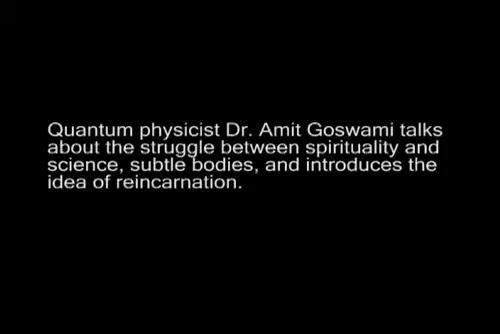 Quantum physicist Dr. Amit Goswami talks
about the struggle between spirituality and
science, subtle bodies, and introduces the
idea of reincarnation.